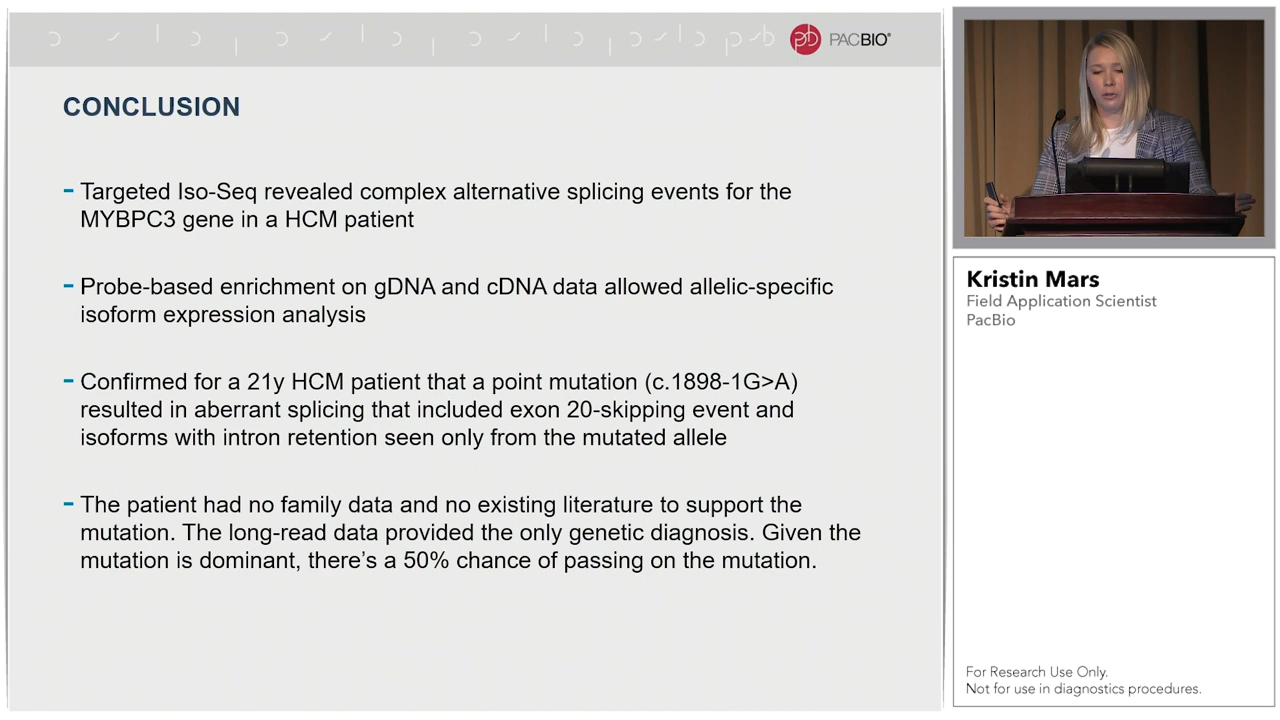 PACBIO®
CONCLUSION
- Targeted Iso-Seq revealed complex alternative splicing events for the
MYBPC3 gene in a HCM patient
- Probe-based enrichment on gDNA and cDNA data allowed allelic-specific
isoform expression analysis
- Confirmed for a 21y HCM patient that a point mutation (c.1898-1G>A)
resulted in aberrant splicing that included exon 20-skipping event and
isoforms with intron retention seen only from the mutated allele
- The patient had no family data and no existing literature to support the
mutation. The long-read data provided the only genetic diagnosis. Given the
mutation is dominant, there’s a 50% chance of passing on the mutation.
Kristin Mars
Field Application Scientist
PacBio
For Research Use Only.
Not for use in diagnostics procedures.